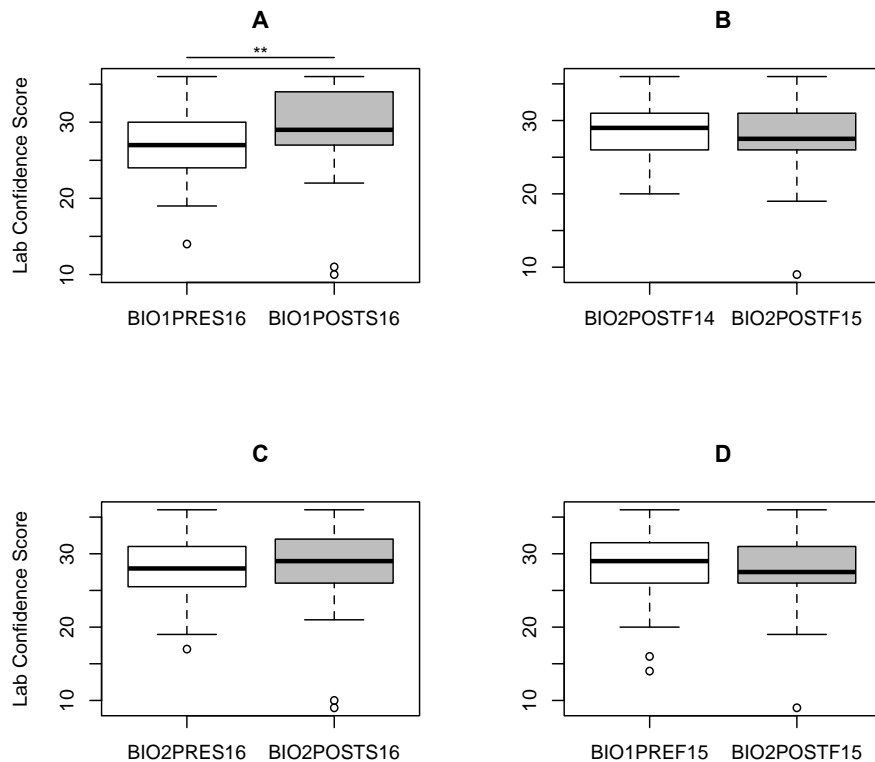 A
**
Lab Confidence Score
10
20
30
BIO1PRES16 BIO1POSTS16
B
10
20
30
BIO2POSTF14 BIO2POSTF15
C
Lab Confidence Score
10
20
30
BIO2PRES16 BIO2POSTS16
D
10
20
30
BIO1PREF15 BIO2POSTF15